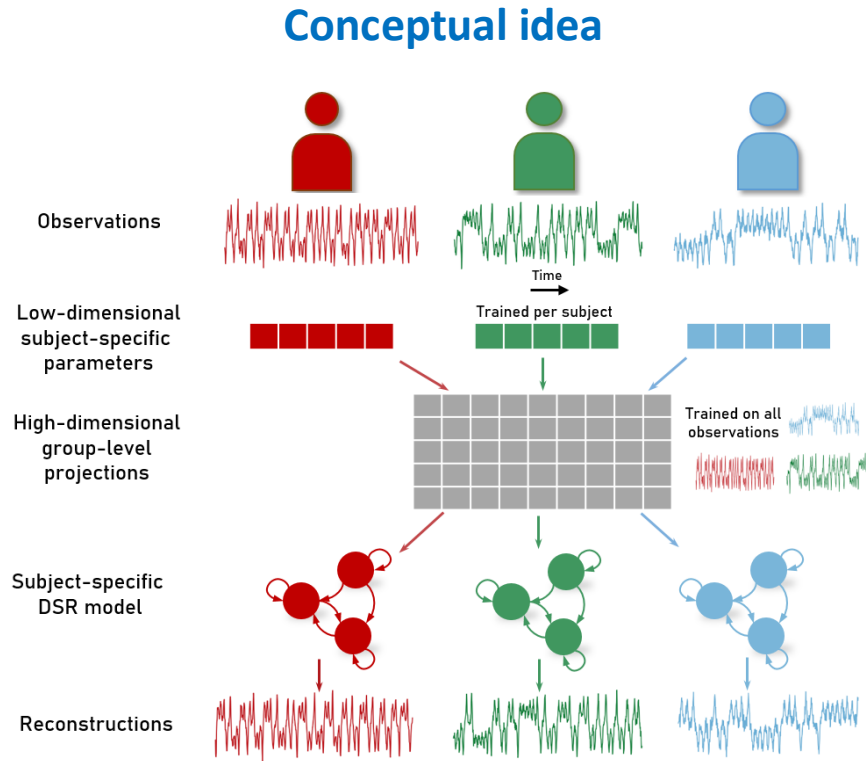 Conceptual idea
Observations
Time
Low-dimensional
subject-specific
parameters
Trained per subject
High-dimensional
group-level
projections
Trained on all
observations
Subject-specific
DSR model
Reconstructions